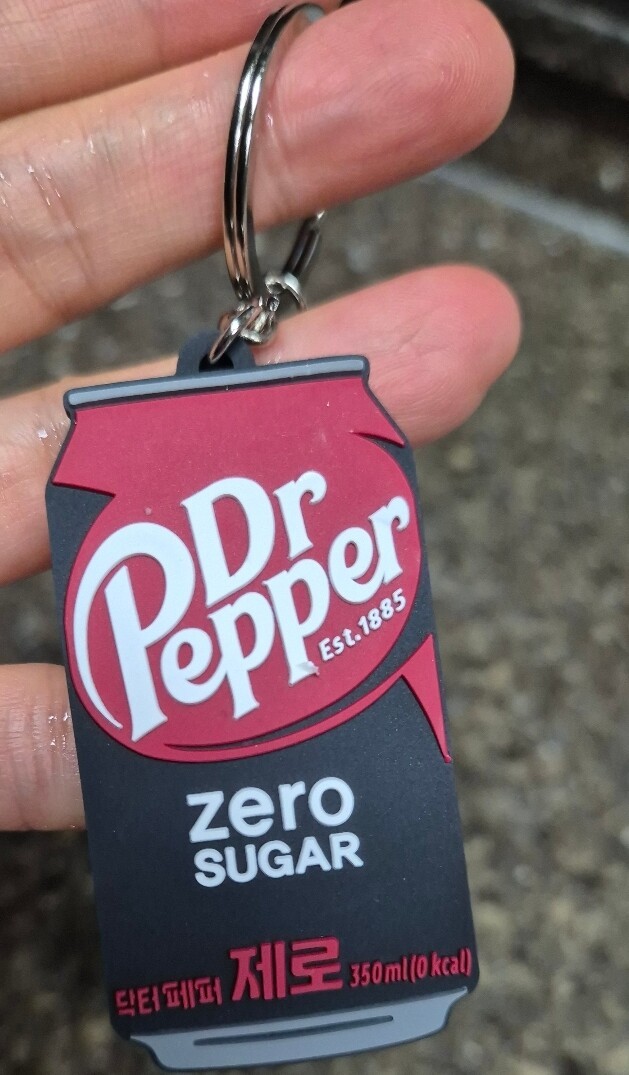 Dr
Pepper
Est.1885
zero
SUGAR
닥터페퍼 제로 350ml(0 kcal)